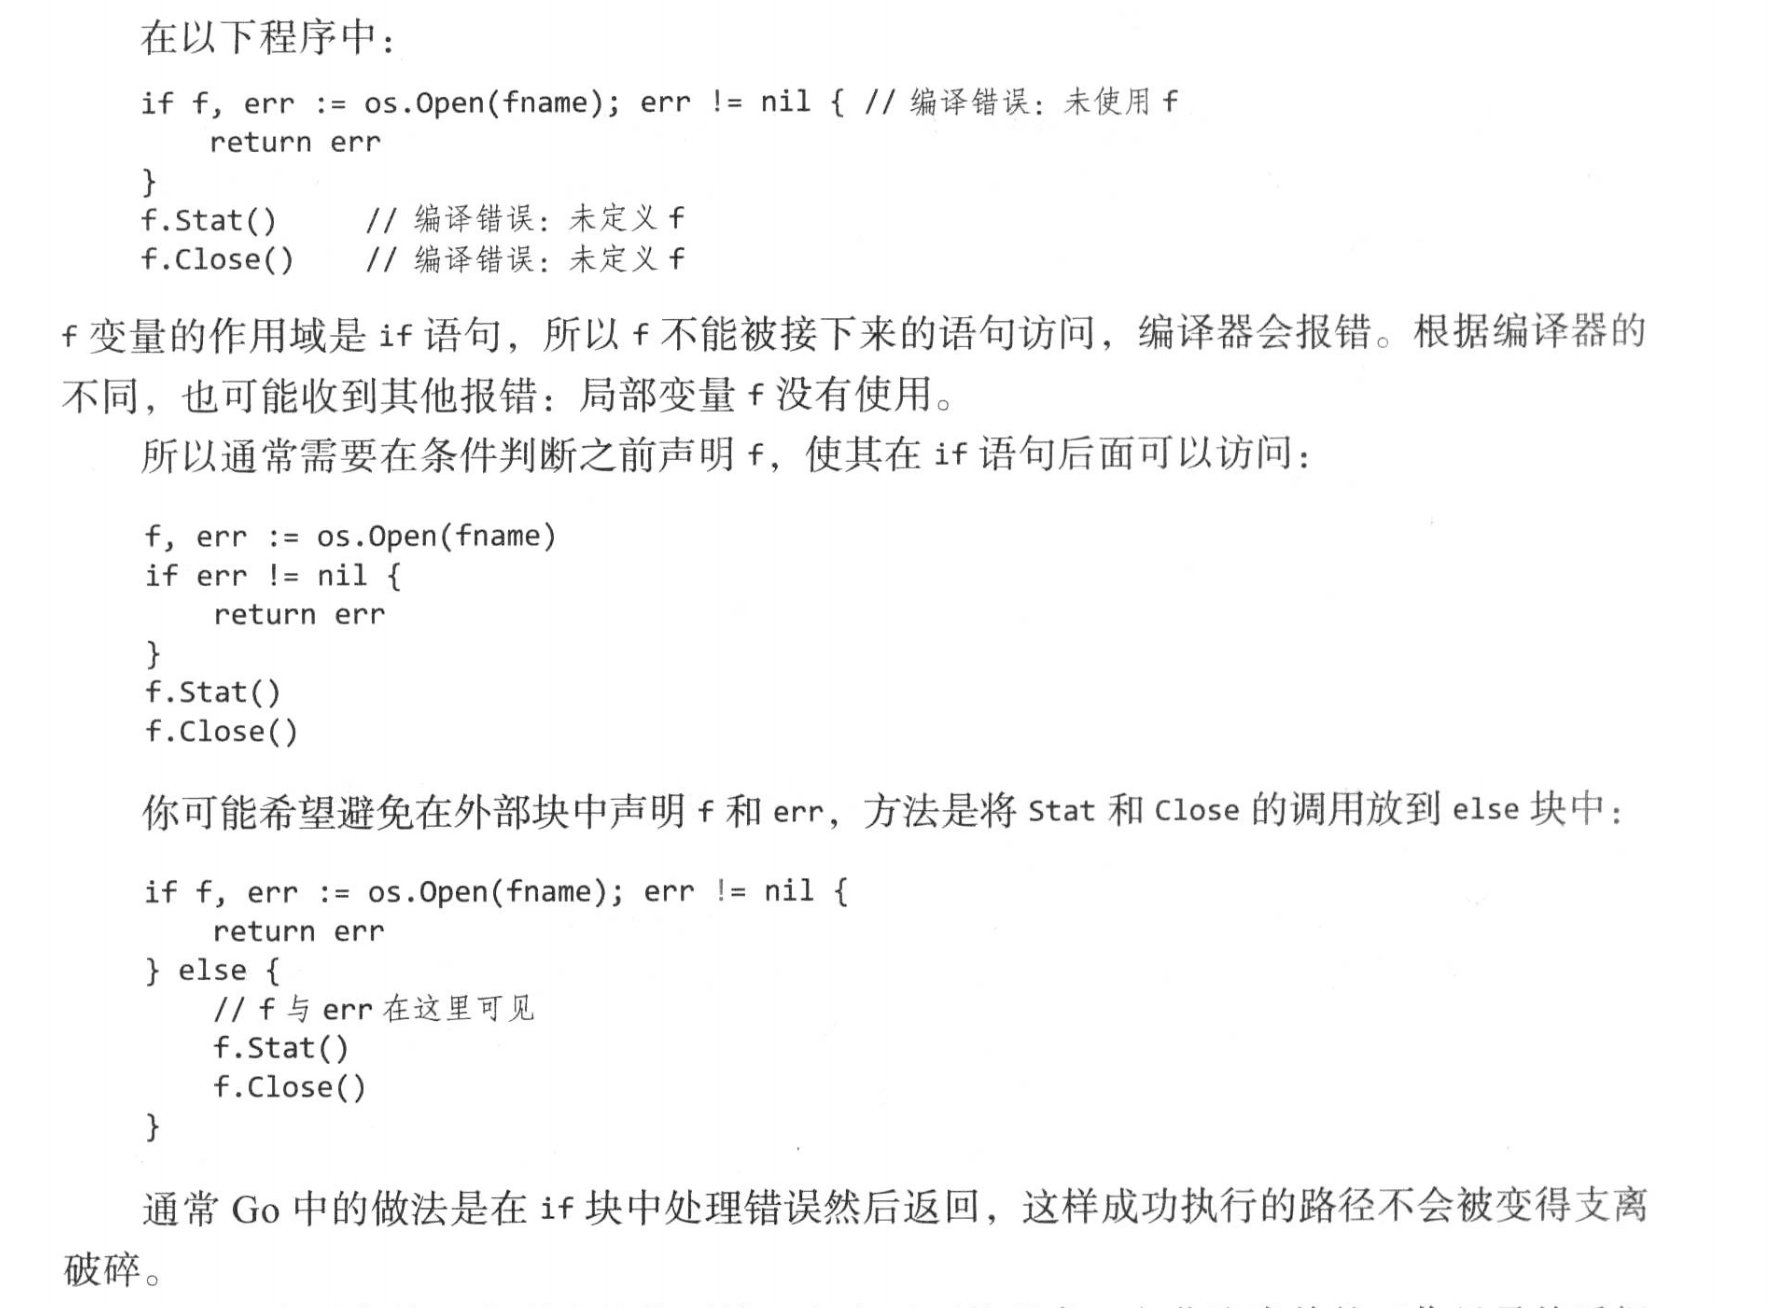 在以下程序中：
if f, err := os.Open(fname); err != nil { // 编译错误：未使用 f
    return err
}
f.Stat()     // 编译错误：未定义 f
f.Close()    // 编译错误：未定义 f
f 变量的作用域是 if 语句，所以 f 不能被接下来的语句访问，编译器会报错。根据编译器的
不同，也可能收到其他报错：局部变量 f 没有使用。
所以通常需要在条件判断之前声明 f，使其在 if 语句后面可以访问：
f, err := os.Open(fname)
if err != nil {
    return err
}
f.Stat()
f.Close()
你可能希望避免在外部块中声明 f 和 err，方法是将 Stat 和 Close 的调用放到 else 块中：
if f, err := os.Open(fname); err != nil {
    return err
} else {
    // f 与 err 在这里可见
    f.Stat()
    f.Close()
}
通常 Go 中的做法是在 if 块中处理错误然后返回，这样成功执行的路径不会被变得支离
破碎。